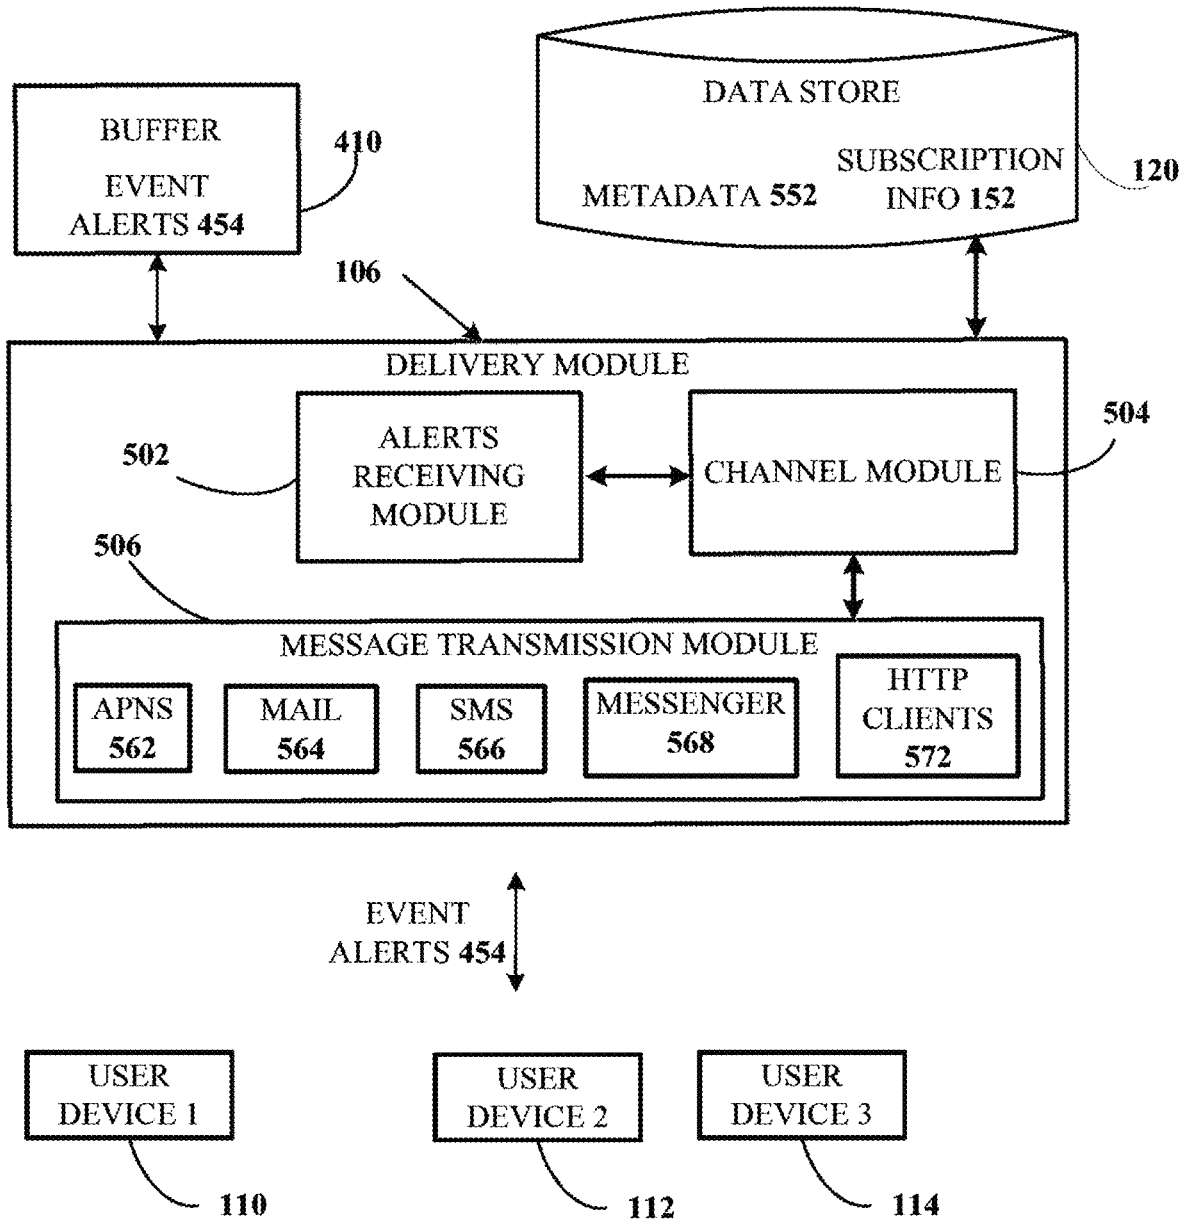 BUFFER
EVENT
ALERTS 454
410
DATA STORE
SUBSCRIPTION
METADATA 552
INFO 152
120
106
DELIVERY MODULE
ALERTS
RECEIVING
MODULE
502
CHANNEL MODULE
504
506
MESSAGE TRANSMISSION MODULE
APNS
562
MAIL
564
SMS
566
MESSENGER
568
HTTP
CLIENTS
572
EVENT
ALERTS 454
USER
DEVICE 1
USER
DEVICE 2
USER
DEVICE 3
110
112
114